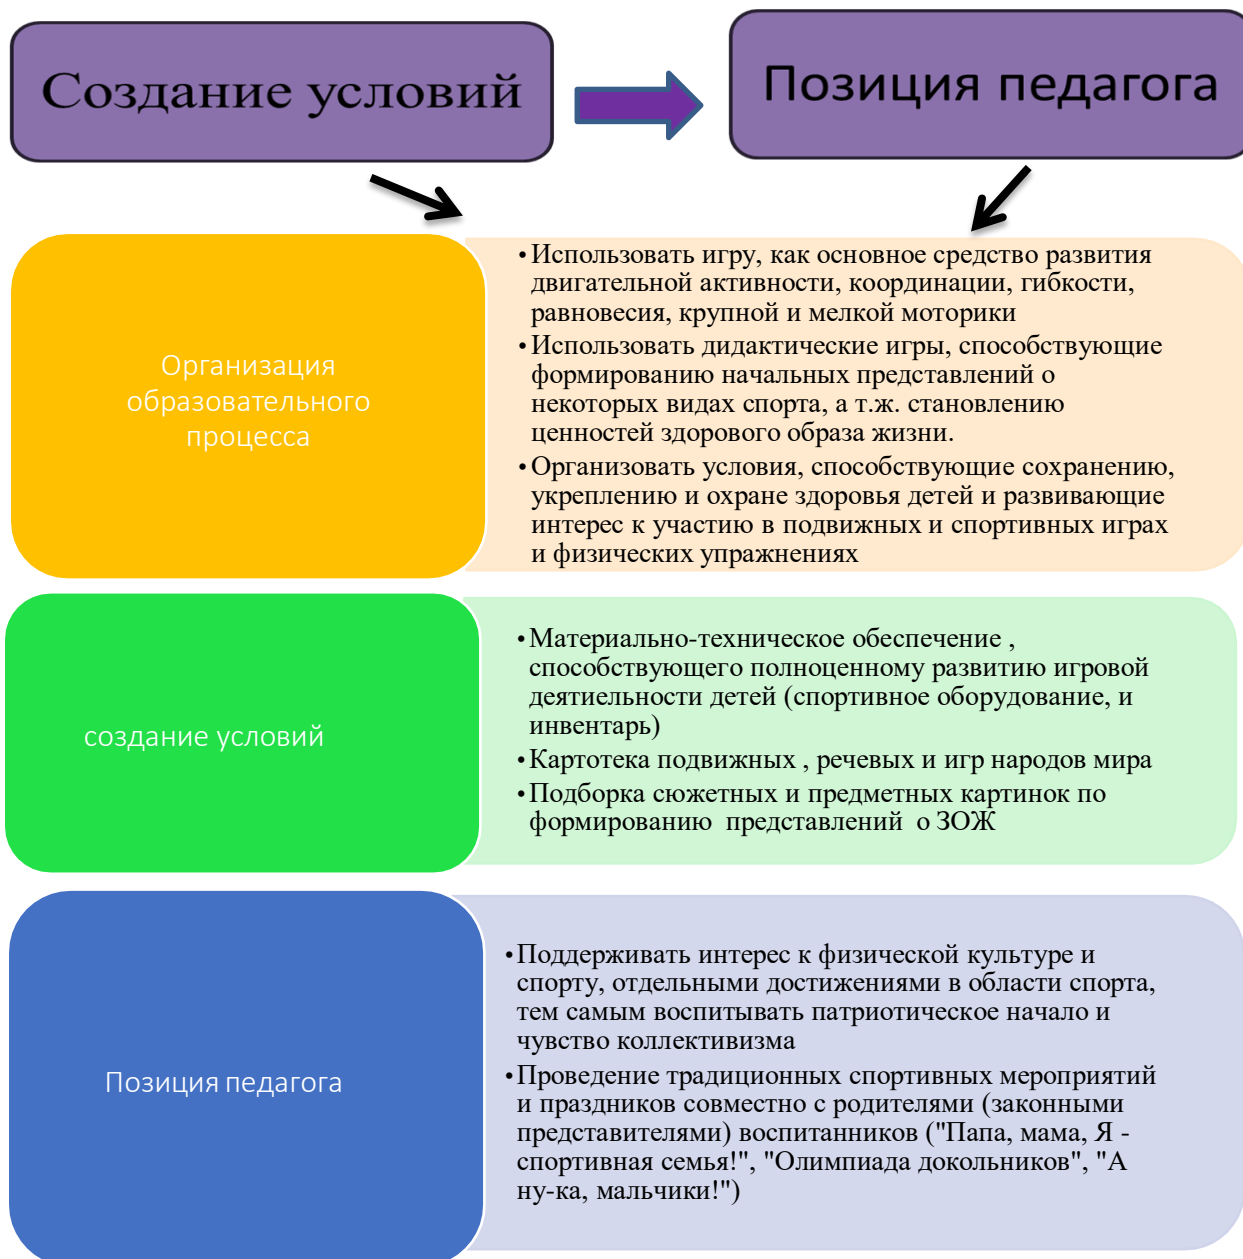 Создание условий
Позиция педагога
Организация
образовательного
процесса
•Использовать игру, как основное средство развития
двигательной активности, координации, гибкости,
равновесия, крупной и мелкой моторики
•Использовать дидактические игры, способствующие
формированию начальных представлений о
некоторых видах спорта, а т.ж. становлению
ценностей здорового образа жизни.
•Организовать условия, способствующие сохранению,
укреплению и охране здоровья детей и развивающие
интерес к участию в подвижных и спортивных играх
и физических упражнениях
создание условий
•Материально-техническое обеспечение ,
способствующего полноценному развитию игровой
деятиельности детей (спортивное оборудование, и
инвентарь)
•Картотека подвижных , речевых и игр народов мира
•Подборка сюжетных и предметных картинок по
формированию представлений о ЗОЖ
Позиция педагога
•Поддерживать интерес к физической культуре и
спорту, отдельными достижениями в области спорта,
тем самым воспитывать патриотическое начало и
чувство коллективизма
•Проведение традиционных спортивных мероприятий
и праздников совместно с родителями (законными
представителями) воспитанников ("Папа, мама, Я -
спортивная семья!", "Олимпиада докольников", "А
ну-ка, мальчики!")